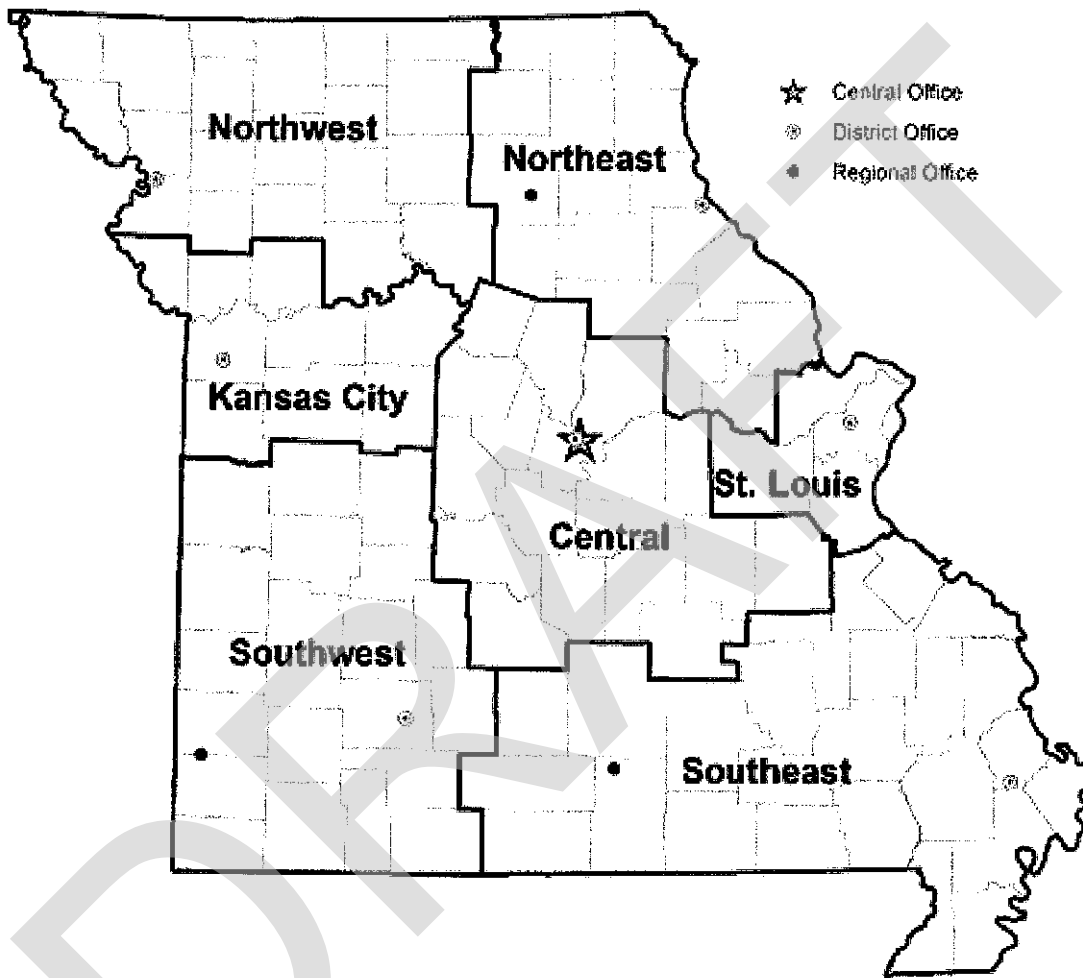 Central Office
District Office
Regional Office
Northwest
Northeast
Kansas City
St. Louis
Central
Southwest
Southeast
DRAFT